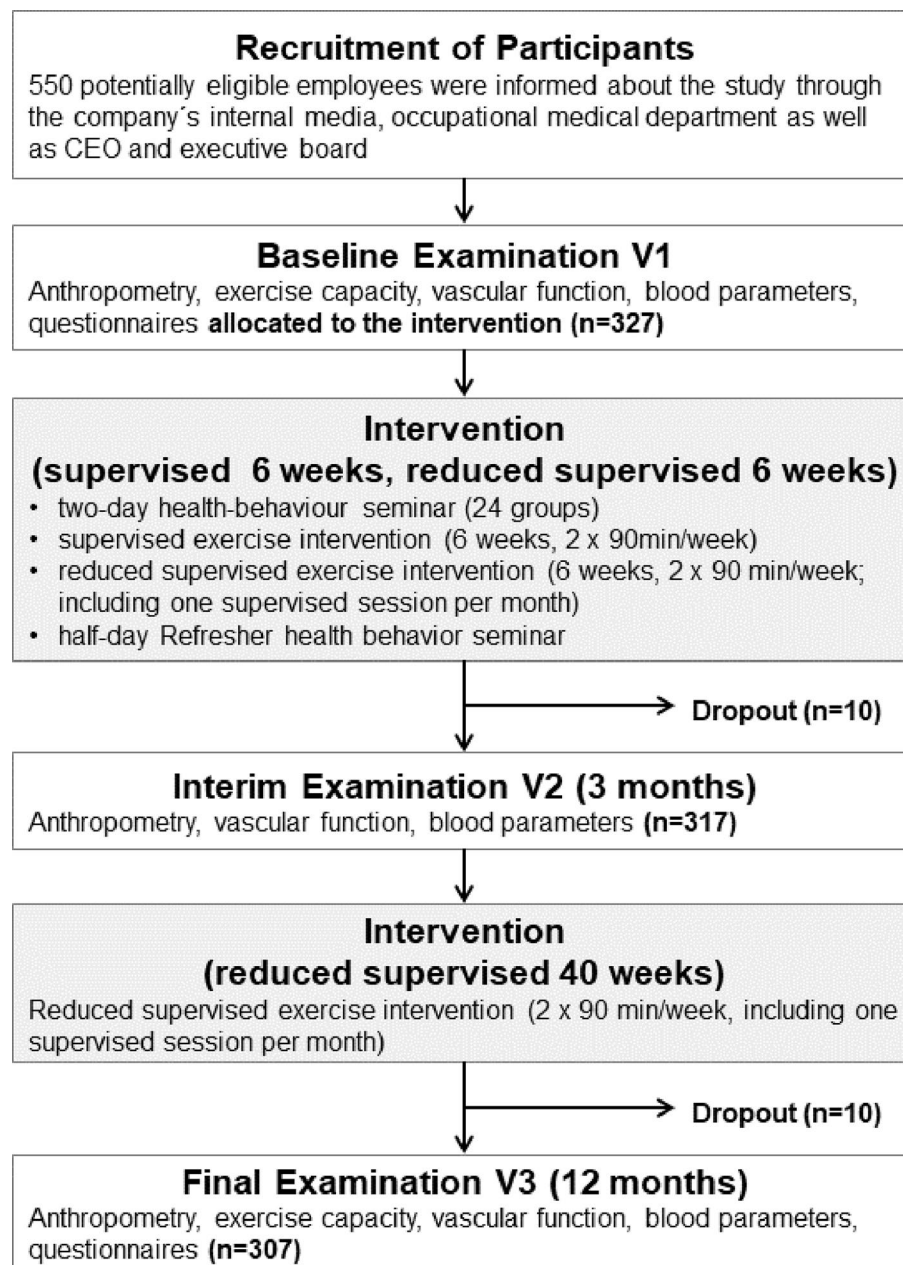 Recruitment of Participants
550 potentially eligible employees were informed about the study through
the company´s internal media, occupational medical department as well
as CEO and executive board
Baseline Examination V1
Anthropometry, exercise capacity, vascular function, blood parameters,
questionnaires allocated to the intervention (n=327)
Intervention
(supervised 6 weeks, reduced supervised 6 weeks)
• two-day health-behaviour seminar (24 groups)
• supervised exercise intervention (6 weeks, 2 x 90min/week)
• reduced supervised exercise intervention (6 weeks, 2 x 90 min/week;
including one supervised session per month)
• half-day Refresher health behavior seminar
Dropout (n=10)
Interim Examination V2 (3 months)
Anthropometry, vascular function, blood parameters (n=317)
Intervention
(reduced supervised 40 weeks)
Reduced supervised exercise intervention (2 x 90 min/week, including one
supervised session per month)
Dropout (n=10)
Final Examination V3 (12 months)
Anthropometry, exercise capacity, vascular function, blood parameters,
questionnaires (n=307)